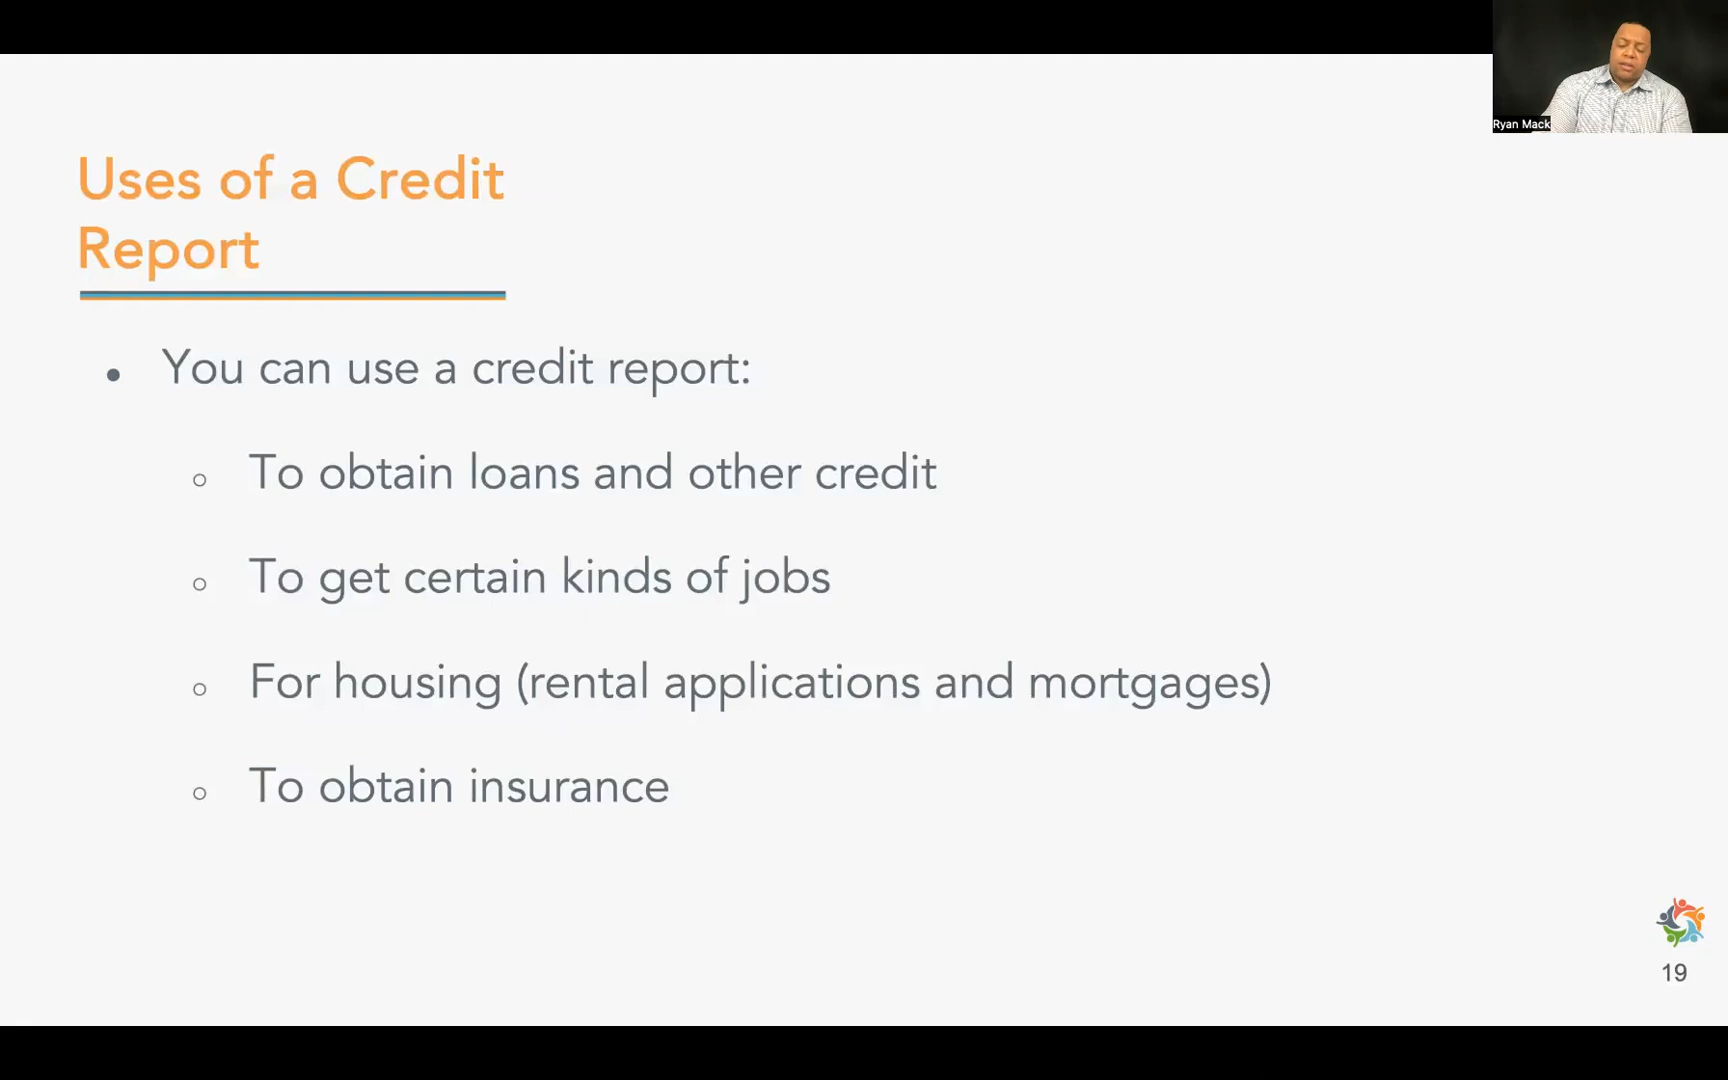 Ryan Mack
Uses of a Credit
Report
● You can use a credit report:
○ To obtain loans and other credit
○ To get certain kinds of jobs
○ For housing (rental applications and mortgages)
○ To obtain insurance
19